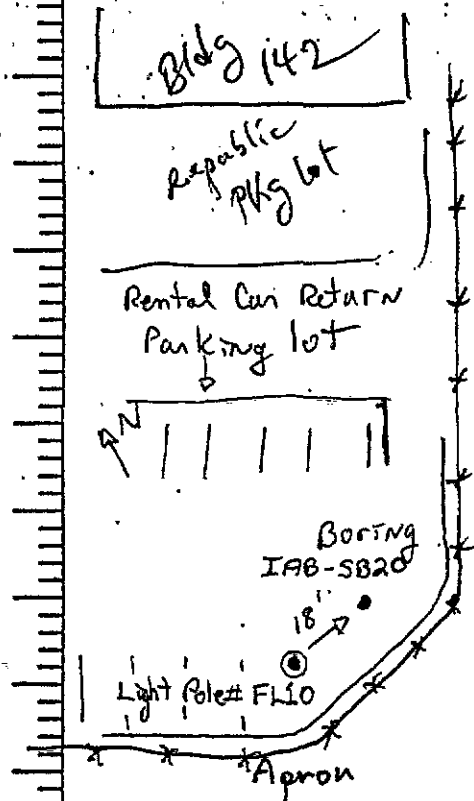 Bldg 142
Republic
Pkg lot
Rental Car Return
Parking lot
N
Boring
IAB-SB20
18"
Light Pole# FL10
Apron